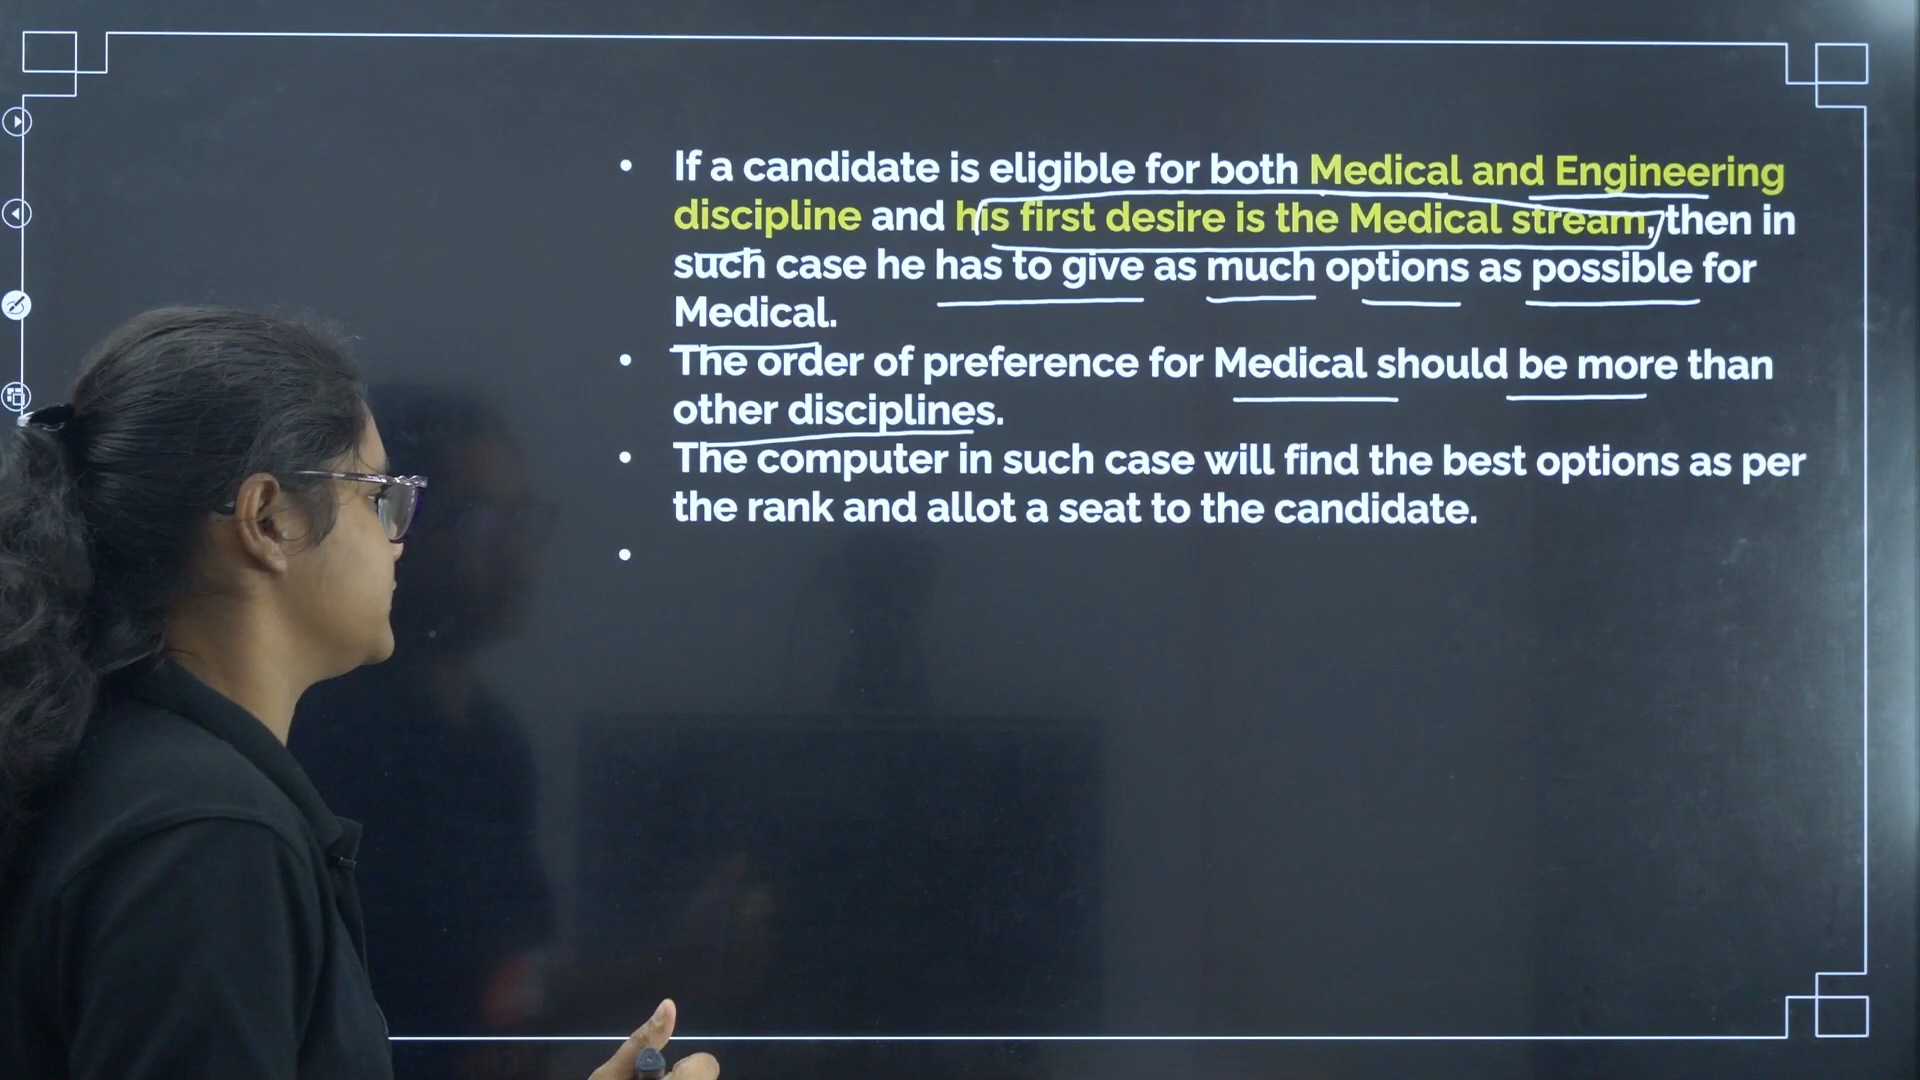 If a candidate is eligible for both Medical and Engineering
discipline and his first desire is the Medical stream, then in
such case he has to give as much options as possible for
Medical.
The order of preference for Medical should be more than
other disciplines.
The computer in such case will find the best options as per
the rank and allot a seat to the candidate.